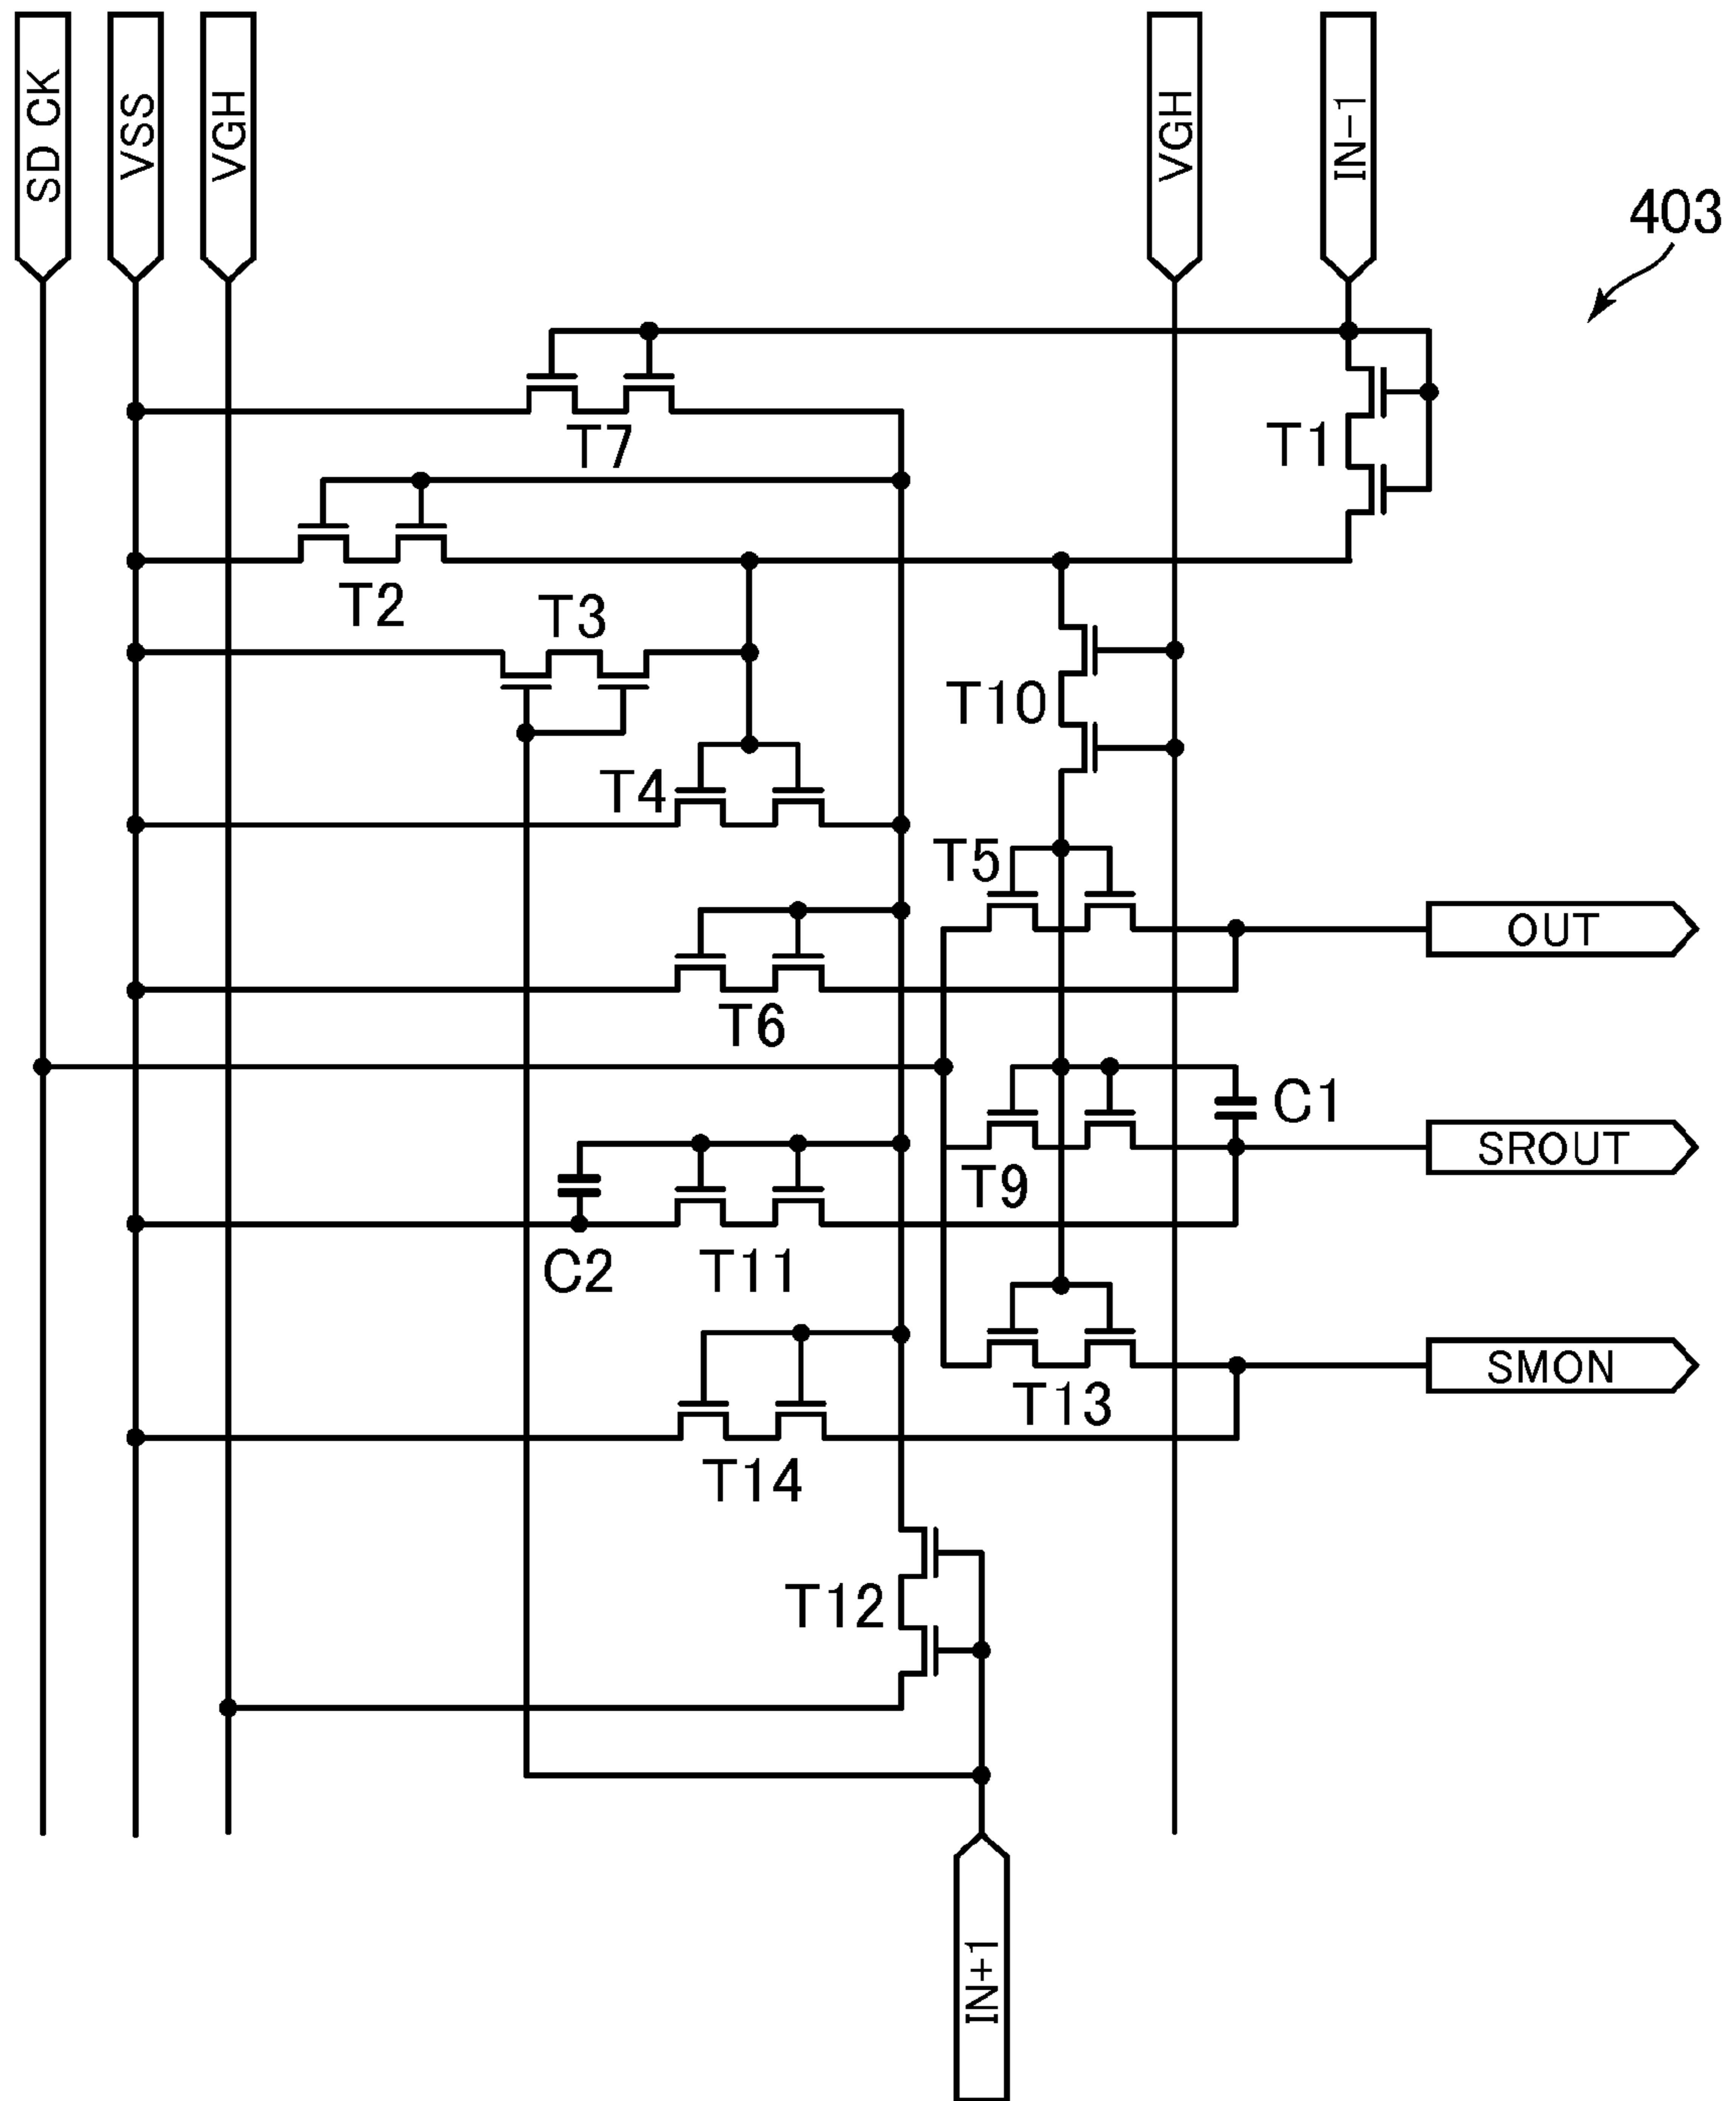 SD CK
VSS
VGH
VGH
IN-1
403
T1
T7
T2
T3
T10
T4
T5
OUT
T6
C1
SROUT
T9
C2
T11
SMON
T13
T14
T12
IN+1